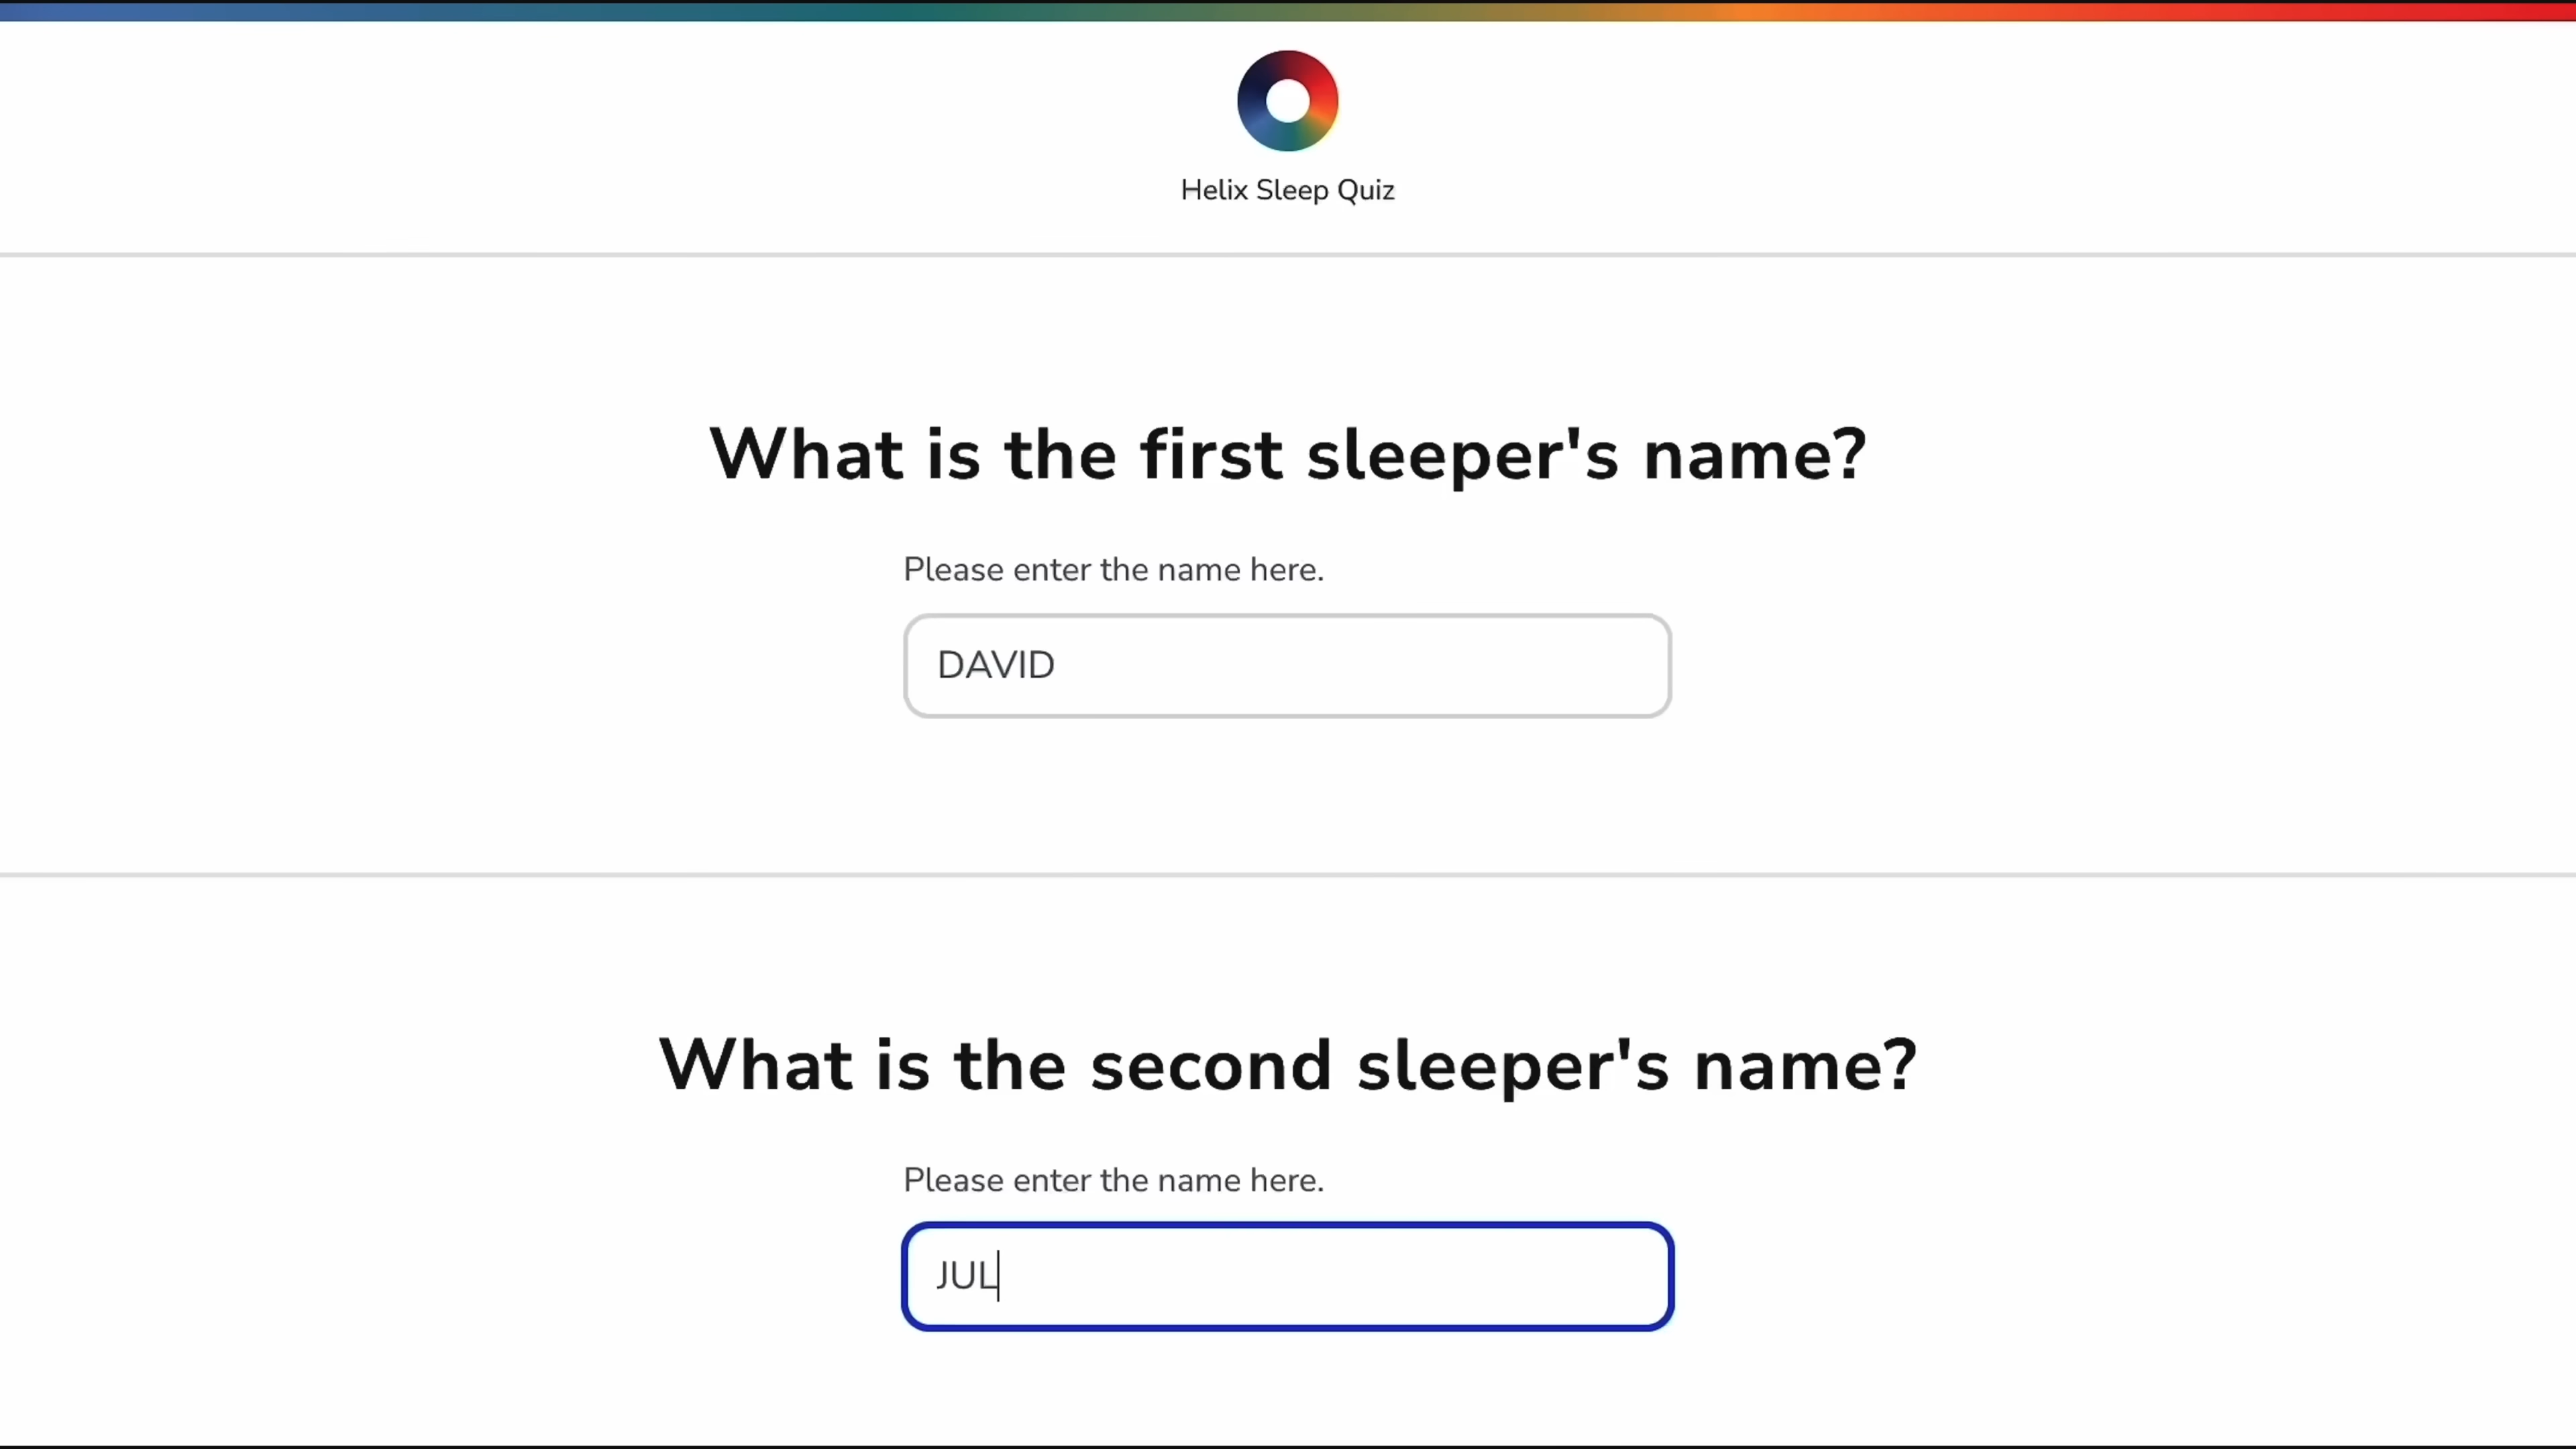 Helix Sleep Quiz
What is the first sleeper's name?
Please enter the name here.
DAVID
What is the second sleeper's name?
Please enter the name here.
JUL